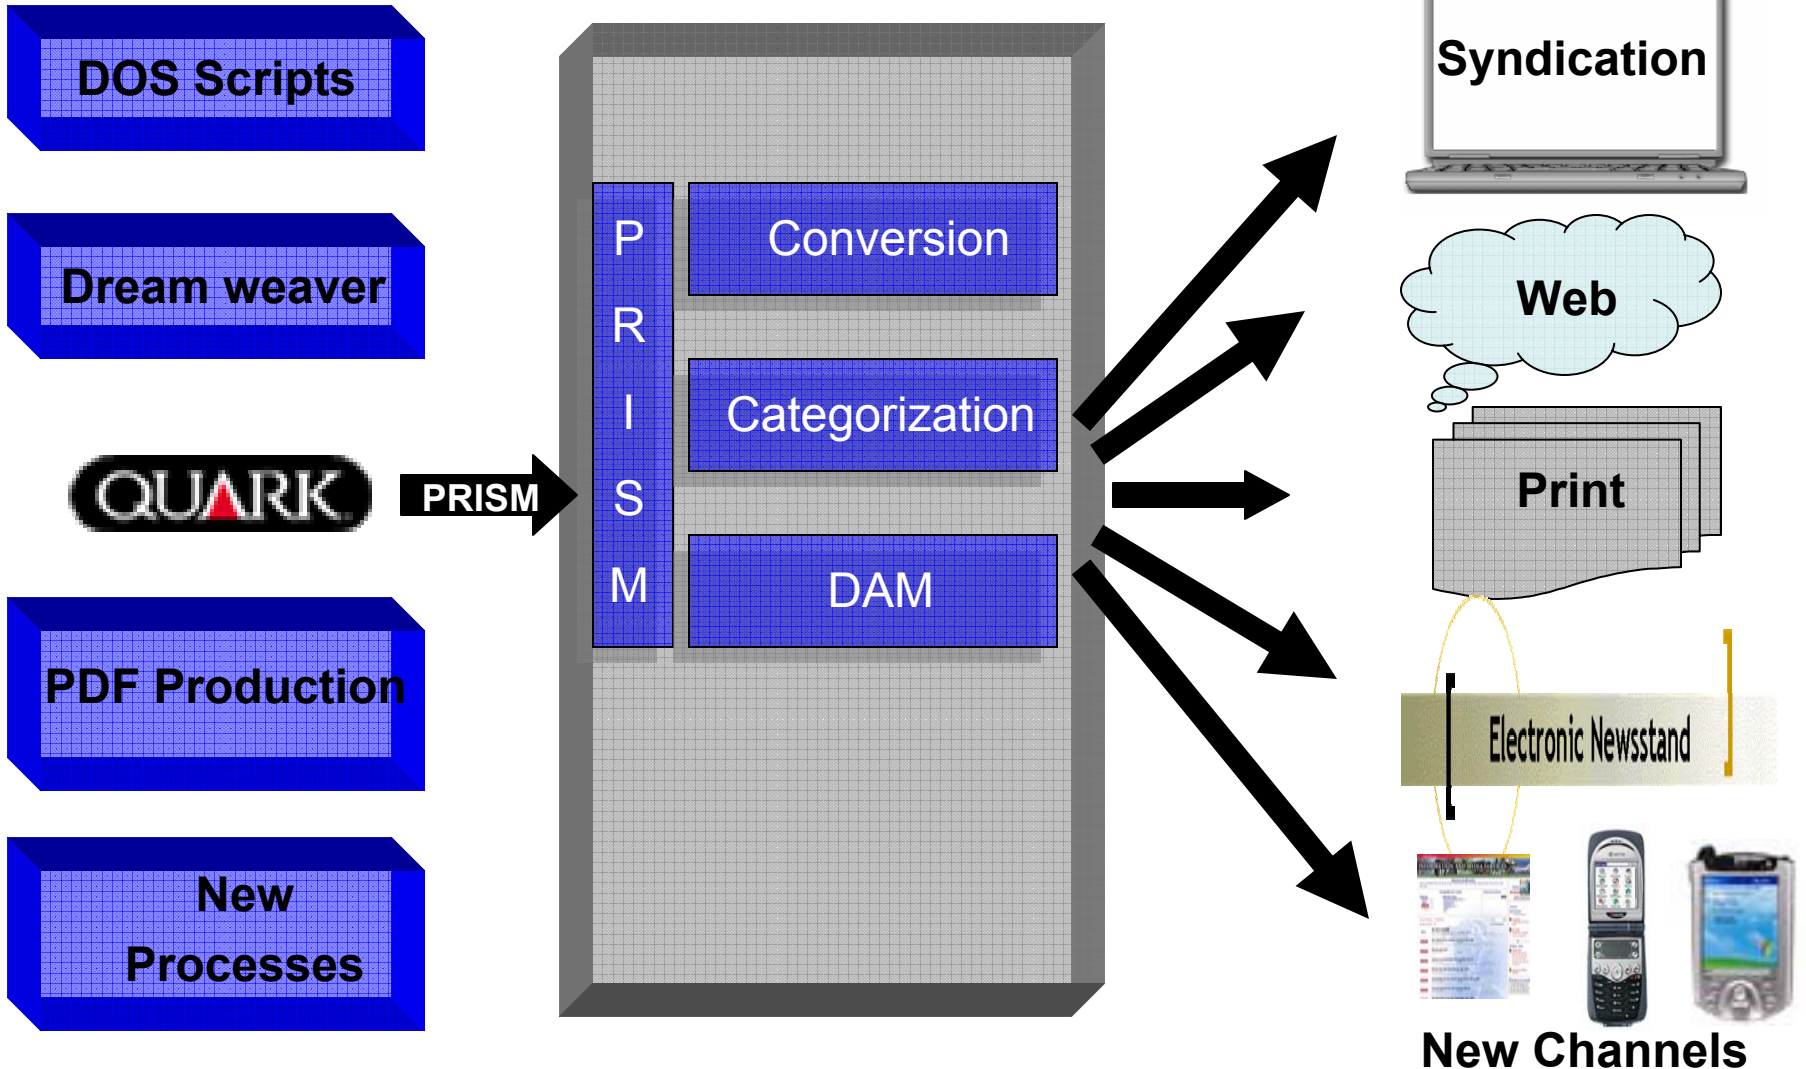 DOS Scripts
Dream weaver
QUARK
PDF Production
New
Processes
PRISM
P
R
I
S
M
Conversion
Categorization
DAM
Syndication
Web
Print
Electronic Newsstand
New Channels